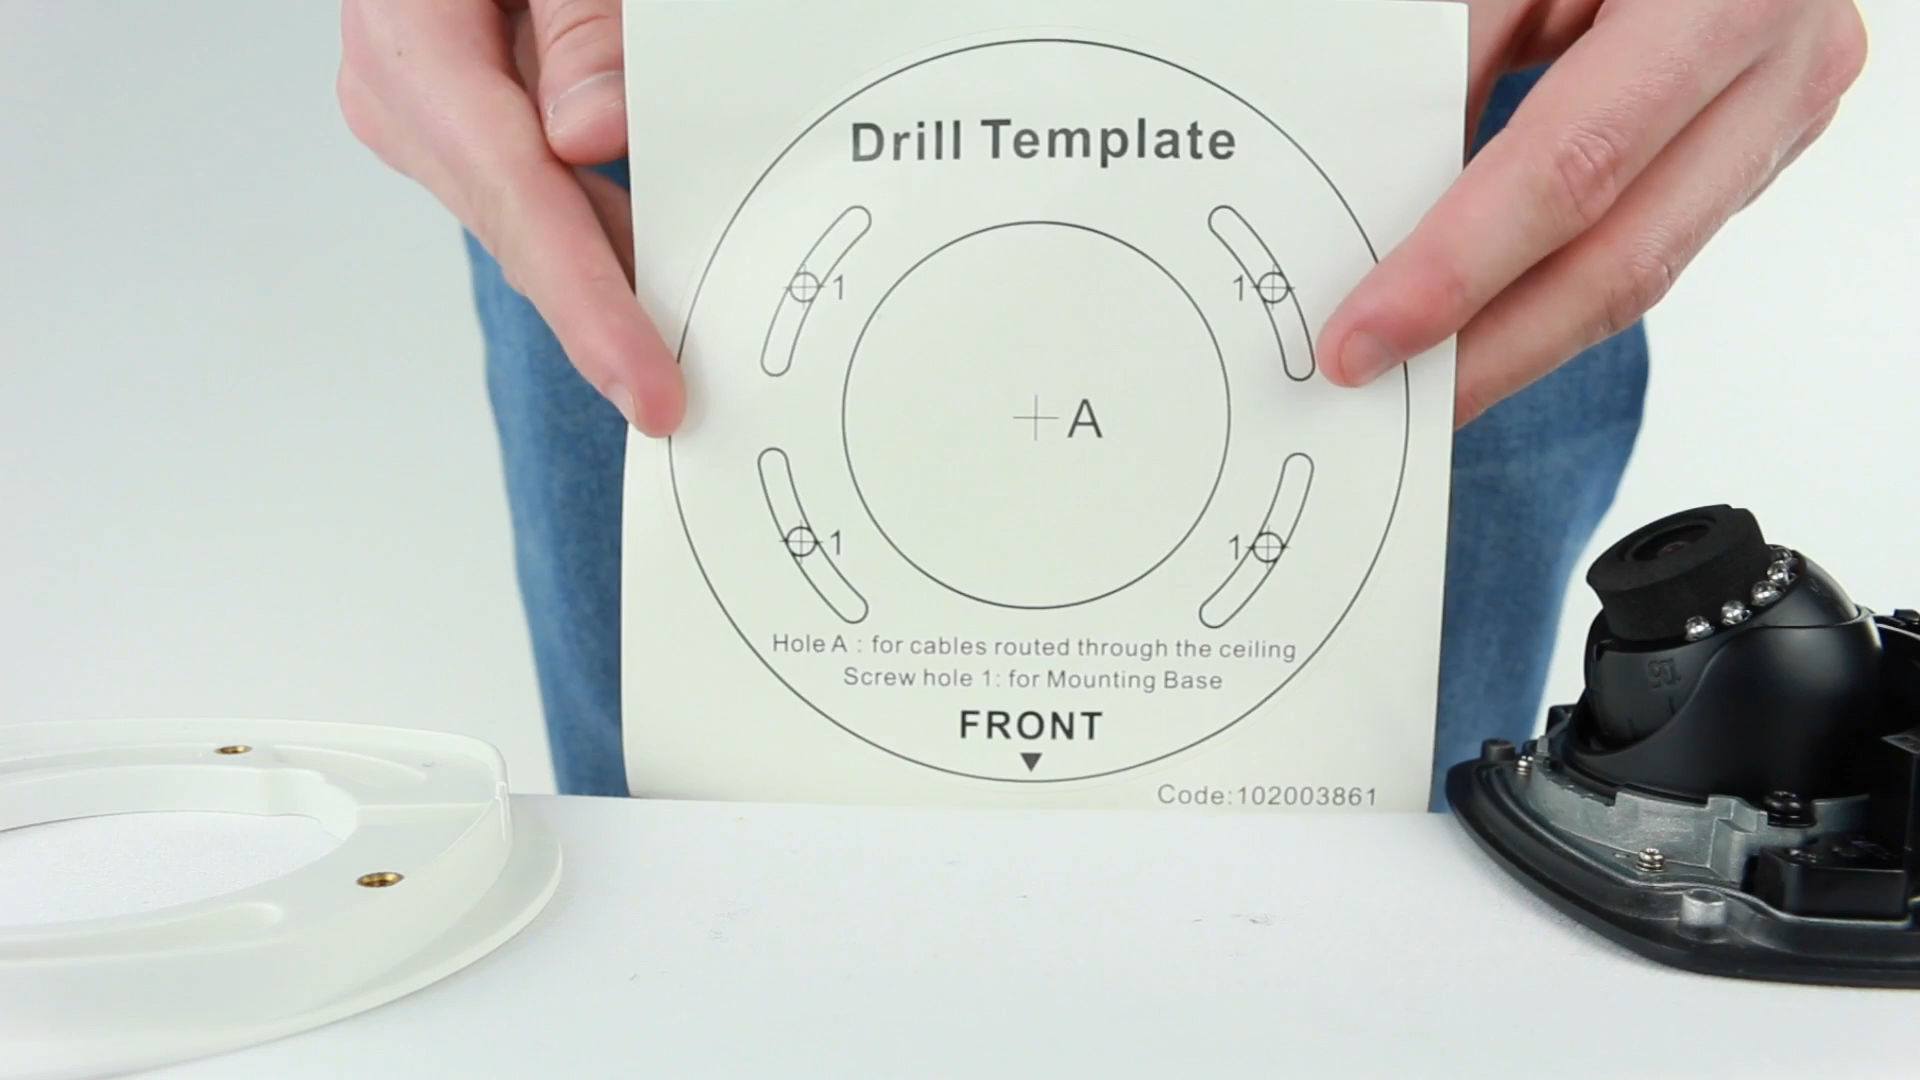 Drill Template
1 1
A
1 1
Hole A : for cables routed through the ceiling
Screw hole 1: for Mounting Base
FRONT
Code:102003861